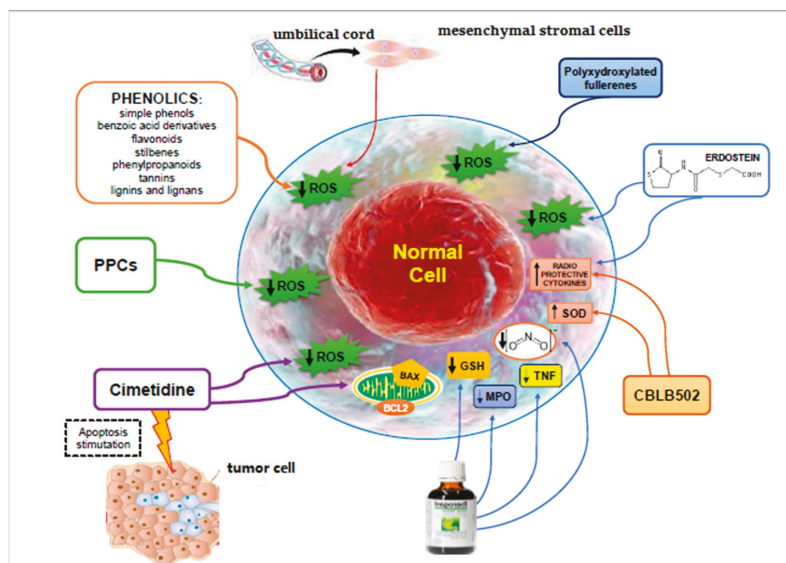 umbilical cord
mesenchymal stromal cells
PHENOLICS:
simple phenols
benzoic acid derivatives
flavonoids
stilbenes
phenylpropanoids
tannins
lignins and lignans
Polyxydroxylated
fullerenes
ERDOSTEIN
S
O
H
N
O
S
COOH
ROS
ROS
ROS
ROS
ROS
PPCs
Normal
Cell
RADIO
PROTECTIVE
CYTOKINES
SOD
O N O
-
BAX
BCL2
GSH
MPO
TNF
Cimetidine
CBLB502
Apoptosis
stimutation
tumor cell